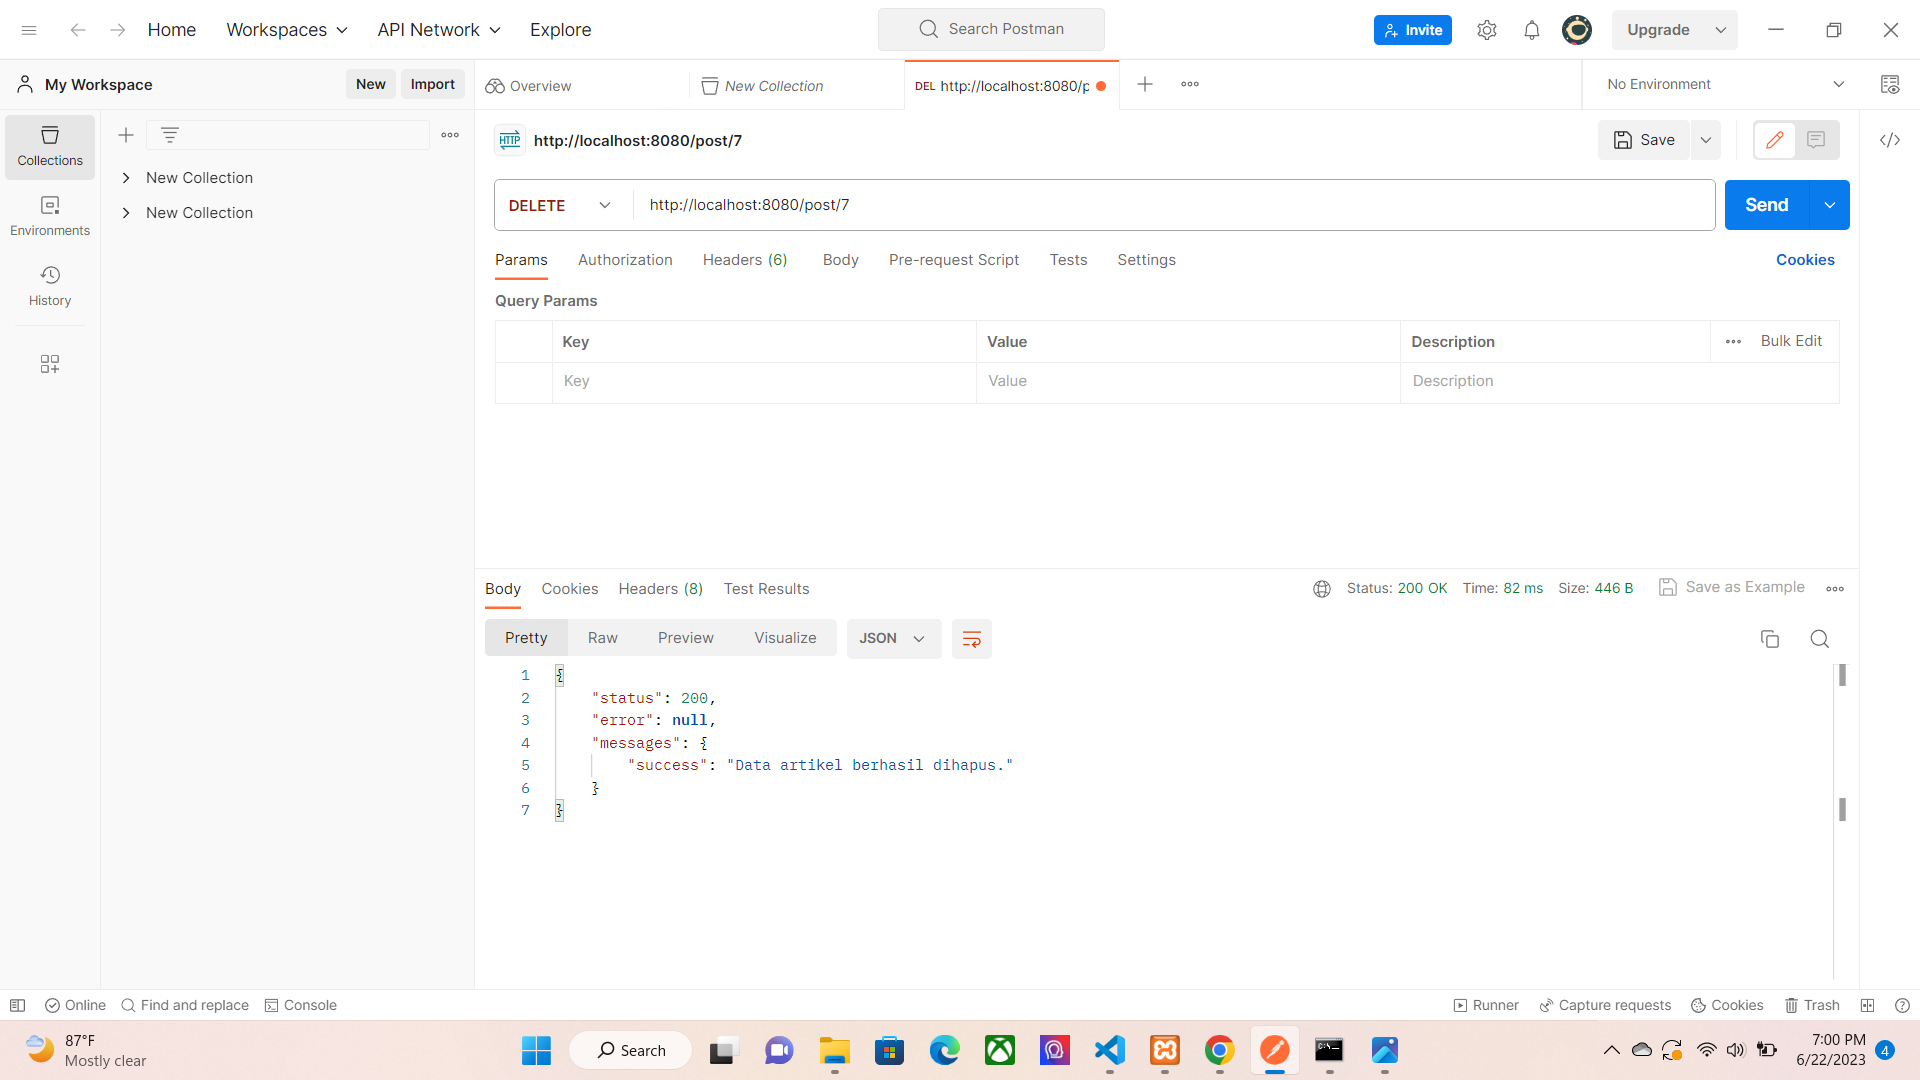 Home Workspaces API Network Explore Search Postman Invite Upgrade
My Workspace New Import Overview New Collection DEL http://localhost:8080/p No Environment
Collections
New Collection
New Collection
Environments
History
HTTP http://localhost:8080/post/7 Save
DELETE http://localhost:8080/post/7 Send
Params Authorization Headers (6) Body Pre-request Script Tests Settings Cookies
Query Params
Key Value Description Bulk Edit
Key Value Description
Body Cookies Headers (8) Test Results Status: 200 OK Time: 82 ms Size: 446 B Save as Example
Pretty Raw Preview Visualize JSON
1 {
2 "status": 200,
3 "error": null,
4 "messages": {
5 "success": "Data artikel berhasil dihapus."
6 }
7 }
Online Find and replace Console Runner Capture requests Cookies Trash
87°F
Mostly clear
Search
7:00 PM
6/22/2023 4